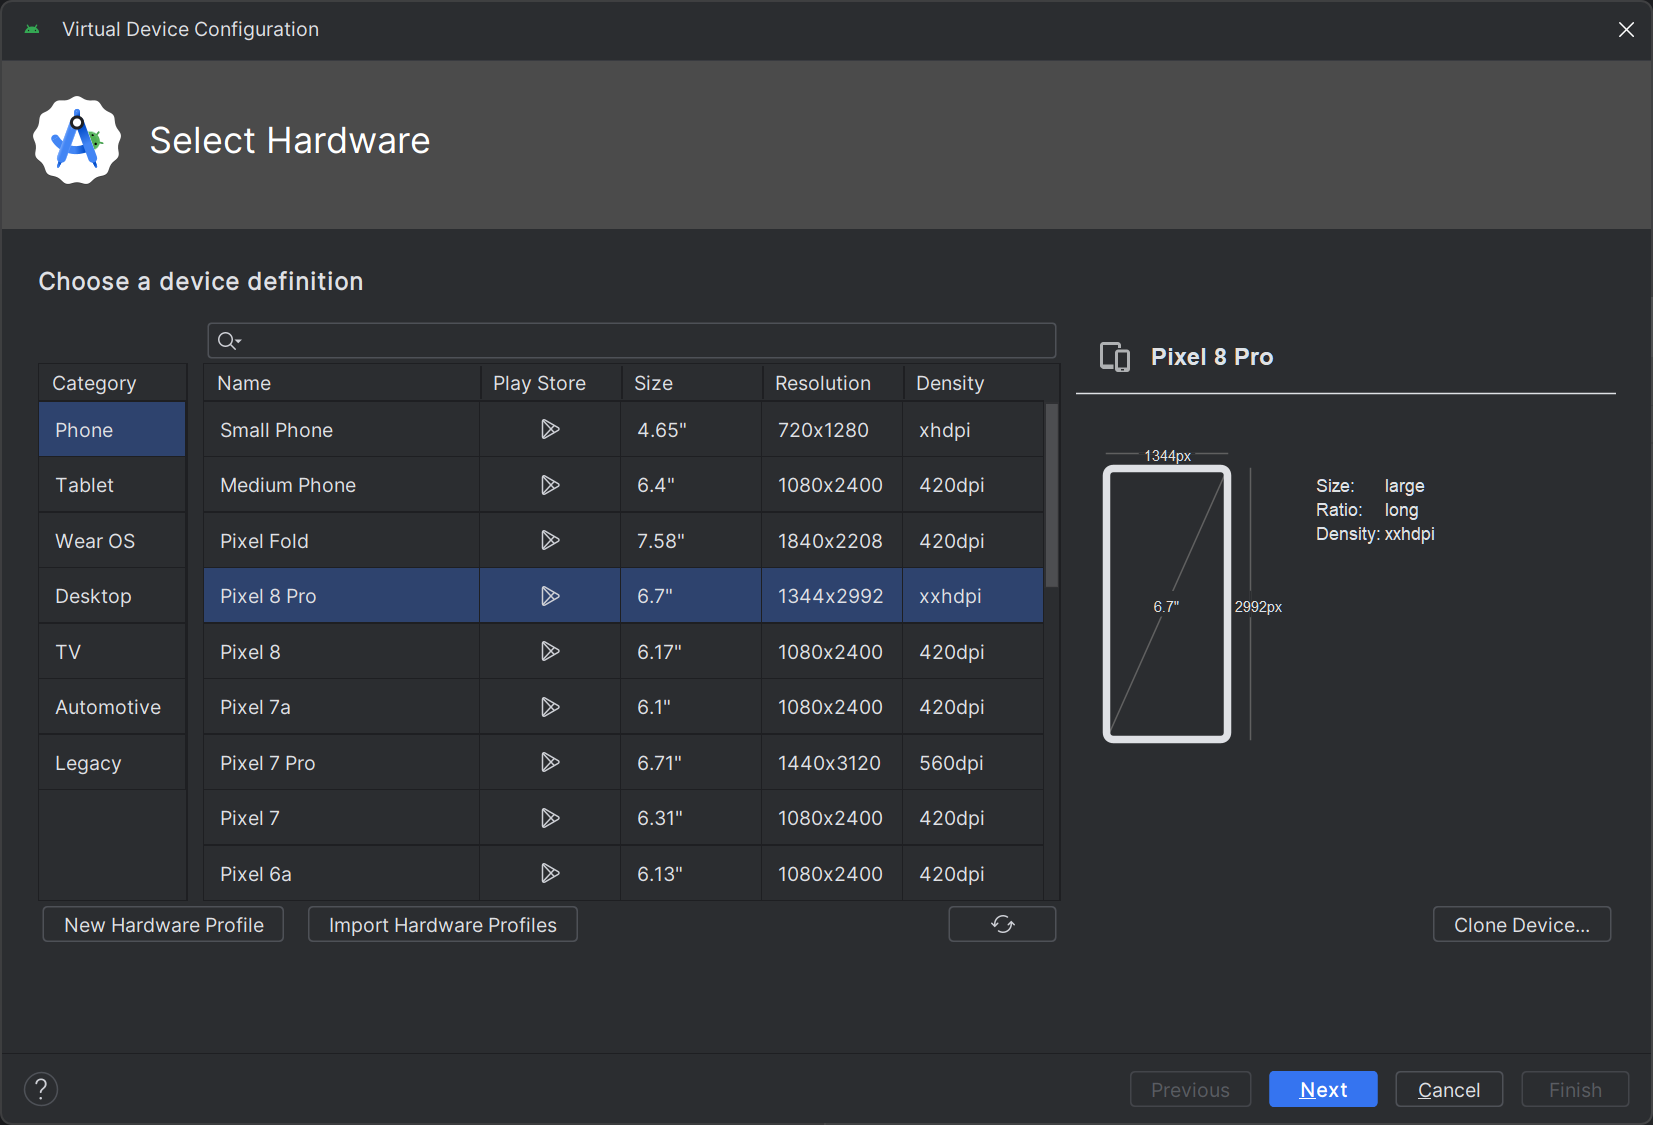 Virtual Device Configuration
Select Hardware
Choose a device definition
Category
Phone
Tablet
Wear OS
Desktop
TV
Automotive
Legacy
Name Play Store Size Resolution Density
Small Phone 4.65" 720x1280 xhdpi
Medium Phone 6.4" 1080x2400 420dpi
Pixel Fold 7.58" 1840x2208 420dpi
Pixel 8 Pro 6.7" 1344x2992 xxhdpi
Pixel 8 6.17" 1080x2400 420dpi
Pixel 7a 6.1" 1080x2400 420dpi
Pixel 7 Pro 6.71" 1440x3120 560dpi
Pixel 7 6.31" 1080x2400 420dpi
Pixel 6a 6.13" 1080x2400 420dpi
Pixel 8 Pro
1344px
6.7"
2992px
Size: large
Ratio: long
Density: xxhdpi
New Hardware Profile
Import Hardware Profiles
Clone Device...
?
Previous
Next
Cancel
Finish